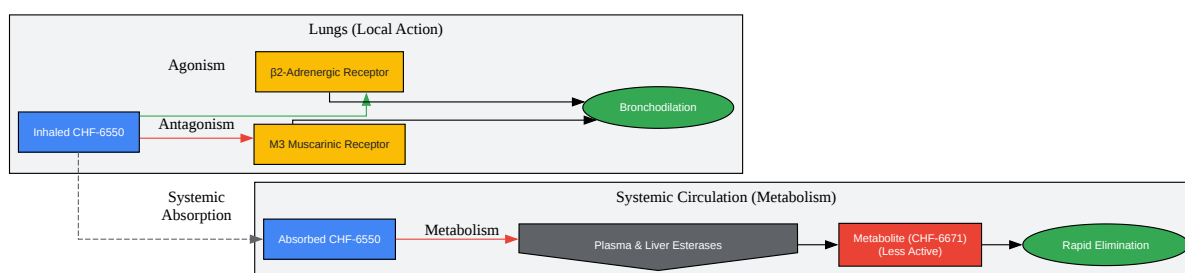 Lungs (Local Action)
Agonism
β2-Adrenergic Receptor
Bronchodilation
Inhaled CHF-6550
Antagonism
M3 Muscarinic Receptor
Systemic
Absorption
Systemic Circulation (Metabolism)
Absorbed CHF-6550
Metabolism
Plasma & Liver Esterases
Metabolite (CHF-6671)
(Less Active)
Rapid Elimination